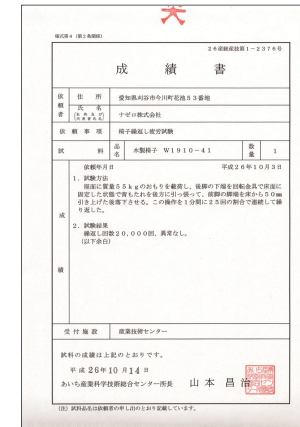 様式第4(第2条関係)
26産総産技第1-2376号
成績書
依頼者 住所 愛知県刈谷市今川町花池53番地
氏名 ナゼロ株式会社
依頼事項 椅子繰返し疲労試験
試料 品名 木製椅子 W1910-41 数量 1
依頼年月日 平成26年10月3日
成績
1.試験方法
座面に質量55kgのおもりを載荷し、後脚の下端を回転金具で床面に
固定した状態で背もたれを後方に引っ張って、前脚の脚端を床から50mm
引き上げた後落下させる。この操作を1分間に25回の割合で連続して繰
り返した。
2.試験結果
繰返し回数20,000回、異常なし。
(以下余白)
受付施設 産業技術センター
試料の成績は上記のとおりです。
平成26年10月14日
あいち産業科学技術総合センター所長 山本昌治
(注)試料品名は依頼者の申し出のとおり記載しています。